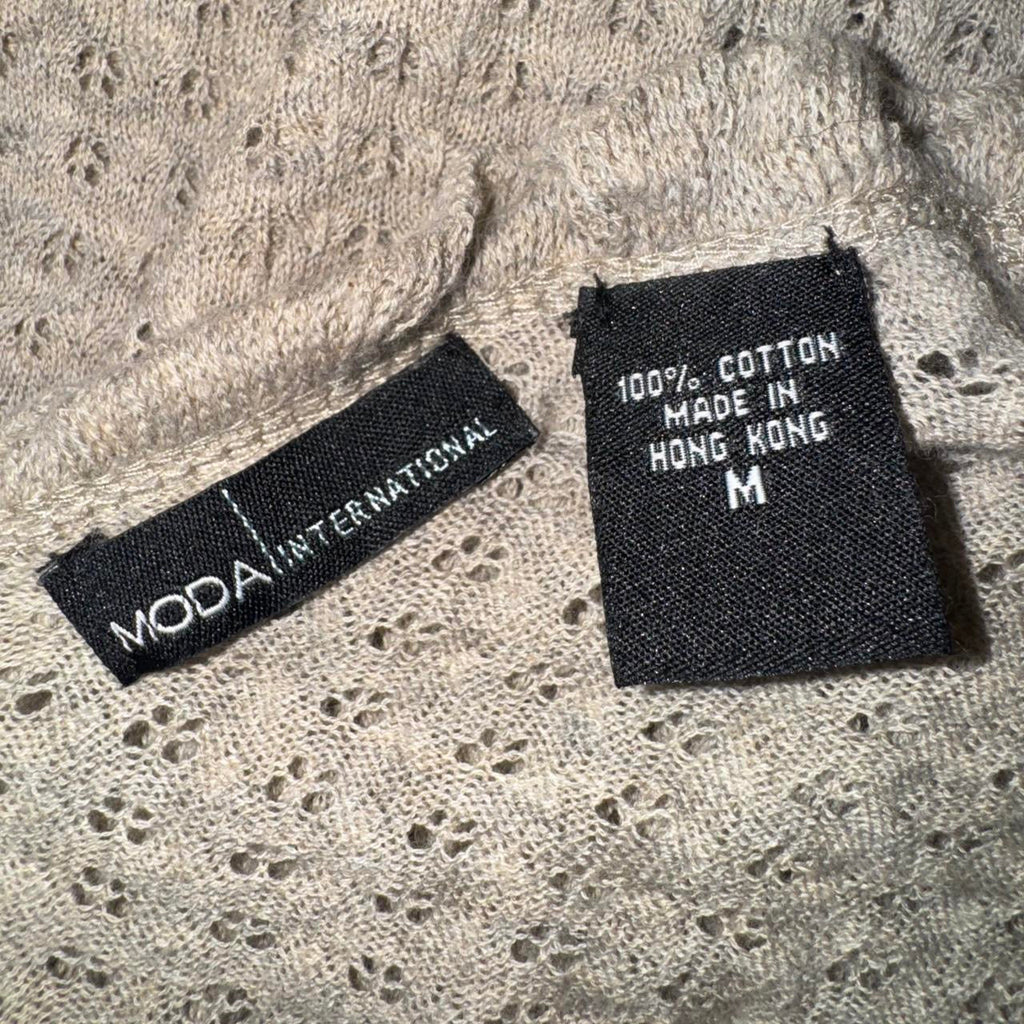 MODA INTERNATIONAL
100% COTTON
MADE IN
HONG KONG
M